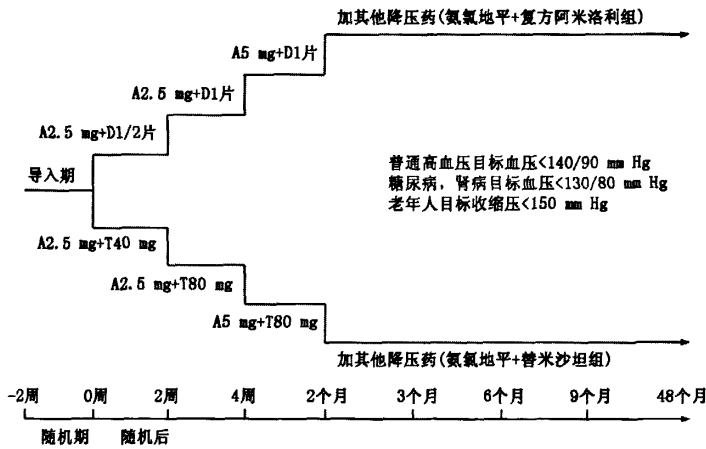 加其他降压药(氨氯地平+复方阿米洛利组)
A5 mg+D1片
A2.5 mg+D1片
A2.5 mg+D1/2片
导入期
普通高血压目标血压<140/90 mm Hg
糖尿病，肾病目标血压<130/80 mm Hg
老年人目标收缩压<150 mm Hg
A2.5 mg+T40 mg
A2.5 mg+T80 mg
A5 mg+T80 mg
加其他降压药(氨氯地平+替米沙坦组)
-2周 0周 2周 4周 2个月 3个月 6个月 9个月 48个月
随机期 随机后